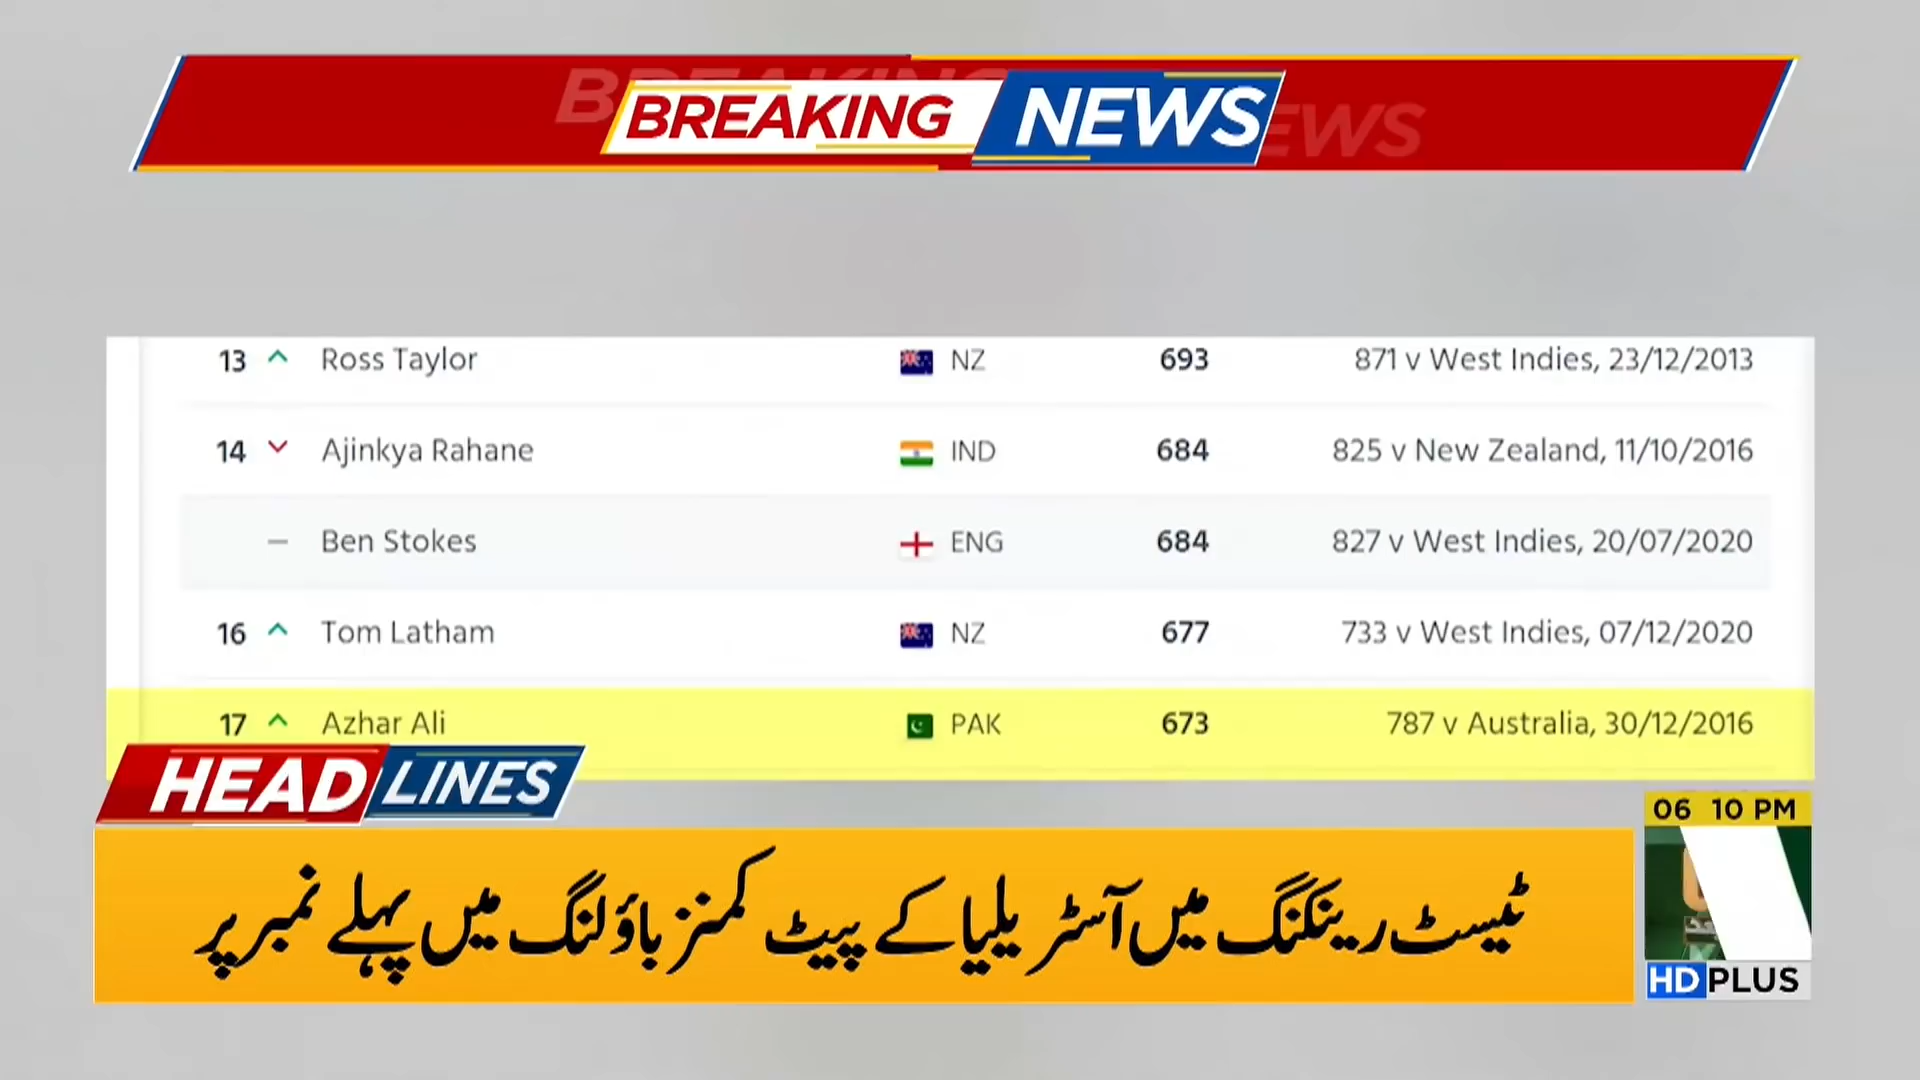 BREAKING NEWS
13 Ross Taylor NZ 693 871 v West Indies, 23/12/2013
14 Ajinkya Rahane IND 684 825 v New Zealand, 11/10/2016
Ben Stokes ENG 684 827 v West Indies, 20/07/2020
16 Tom Latham NZ 677 733 v West Indies, 07/12/2020
17 Azhar Ali PAK 673 787 v Australia, 30/12/2016
HEADLINES
06 10 PM
ٹیسٹ رینکنگ میں آسٹریلیا کے پیٹ کمنز باؤلنگ میں پہلے نمبر پر
HD PLUS